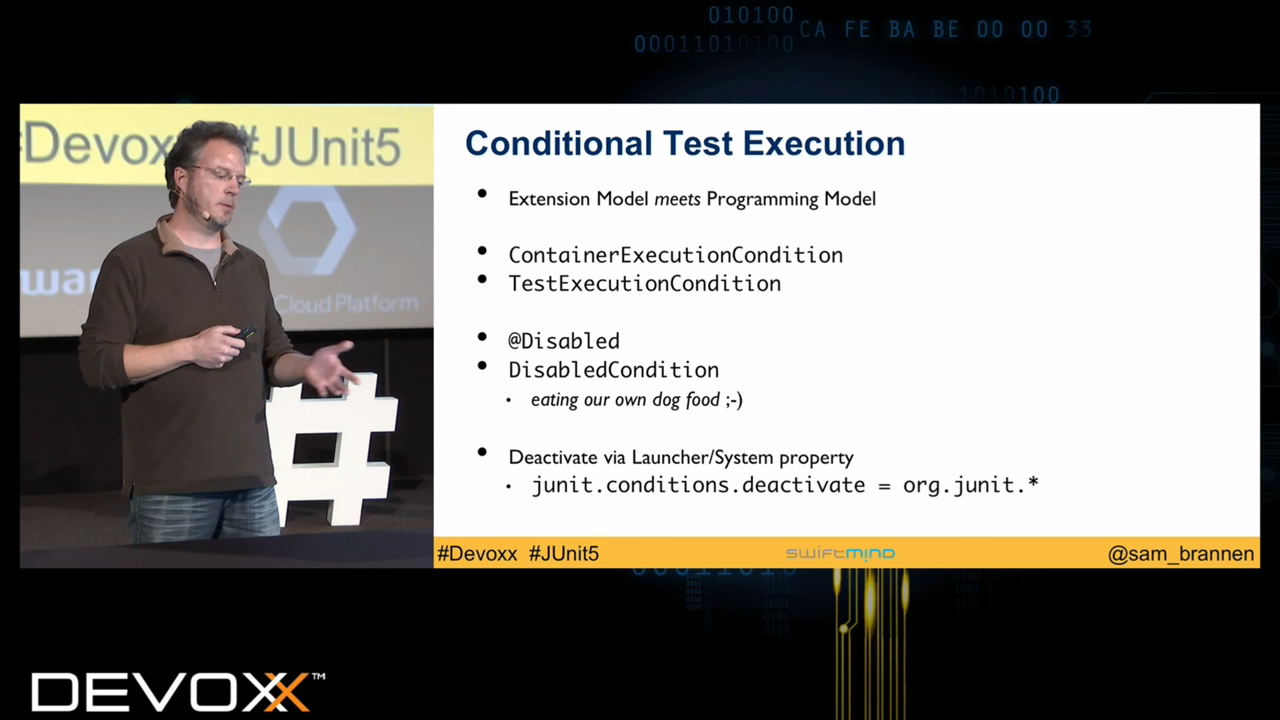 010100
00011010100
CA FE BA BE 00 00 33
1010100
#Devoxx #JUnit5
Cloud Platform
Conditional Test Execution
• Extension Model meets Programming Model
• ContainerExecutionCondition
• TestExecutionCondition
• @Disabled
• DisabledCondition
• eating our own dog food ;-)
• Deactivate via Launcher/System property
• junit.conditions.deactivate = org.junit.*
#Devoxx #JUnit5
swiftmind
@sam_brannen
DEVOXX™